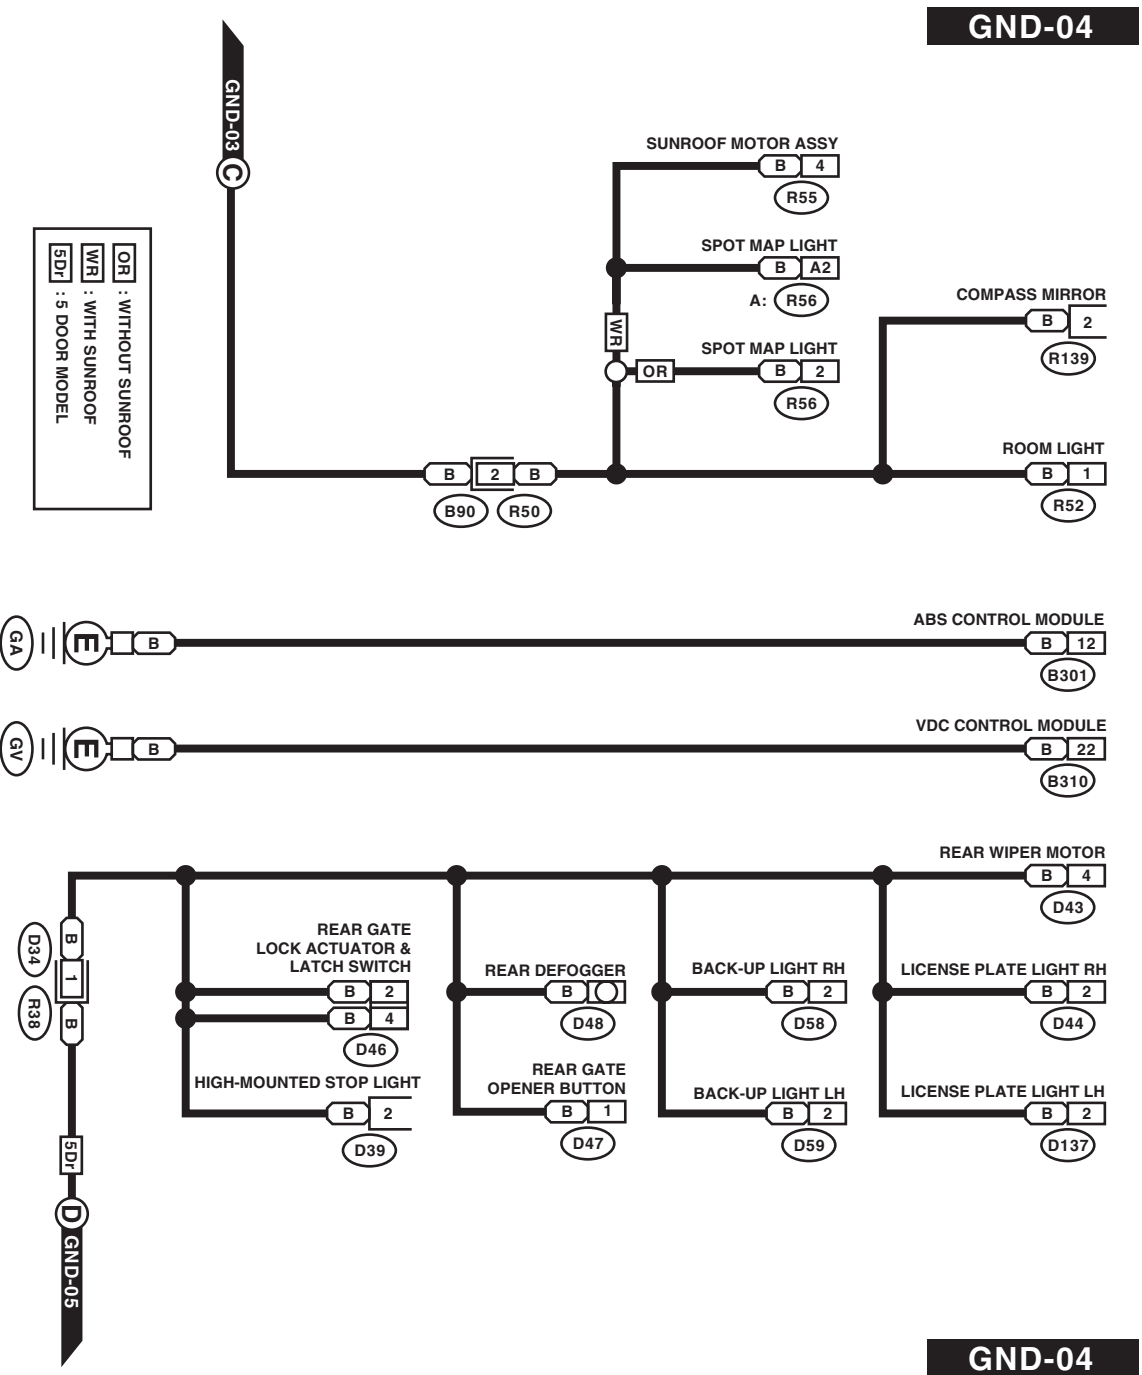 GND-04
GND-03
C
SUNROOF MOTOR ASSY
B 4
R55
SPOT MAP LIGHT
B A2
A: R56
WR
SPOT MAP LIGHT
OR B 2
R56
COMPASS MIRROR
B 2
R139
ROOM LIGHT
B 1
R52
B 2 B
B90 R50
OR : WITHOUT SUNROOF
WR : WITH SUNROOF
5Dr : 5 DOOR MODEL
ABS CONTROL MODULE
GA E B B 12
B301
VDC CONTROL MODULE
GV E B B 22
B310
REAR WIPER MOTOR
B 4
D43
D34 B
1
R38 B
REAR GATE
LOCK ACTUATOR &
LATCH SWITCH
B 2
B 4
D46
HIGH-MOUNTED STOP LIGHT
B 2
D39
REAR DEFOGGER
B
D48
REAR GATE
OPENER BUTTON
B 1
D47
BACK-UP LIGHT RH
B 2
D58
BACK-UP LIGHT LH
B 2
D59
LICENSE PLATE LIGHT RH
B 2
D44
LICENSE PLATE LIGHT LH
B 2
D137
5Dr
D
GND-05
GND-04